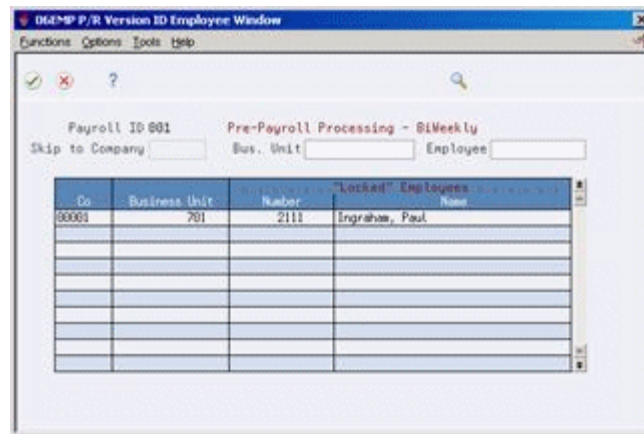 06EMP P/R Version ID Employee Window
Functions Options Tools Help
?
Payroll ID 001 Pre-Payroll Processing - BiWeekly
Skip to Company Bus. Unit Employee
"Locked" Employees
Co Business Unit Number Name
00001 701 2111 Ingraham, Paul